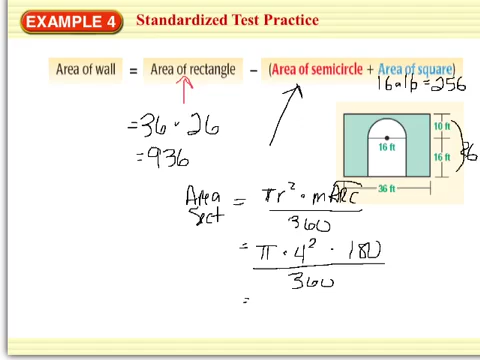 EXAMPLE 4 Standardized Test Practice
Area of wall = Area of rectangle − (Area of semicircle + Area of square)
16·16 = 256
= 36 · 26
= 936
10 ft
16 ft
16 ft
26
36 ft
Area Sect = πr² · mARC
360
= π · 4² · 180
360
=